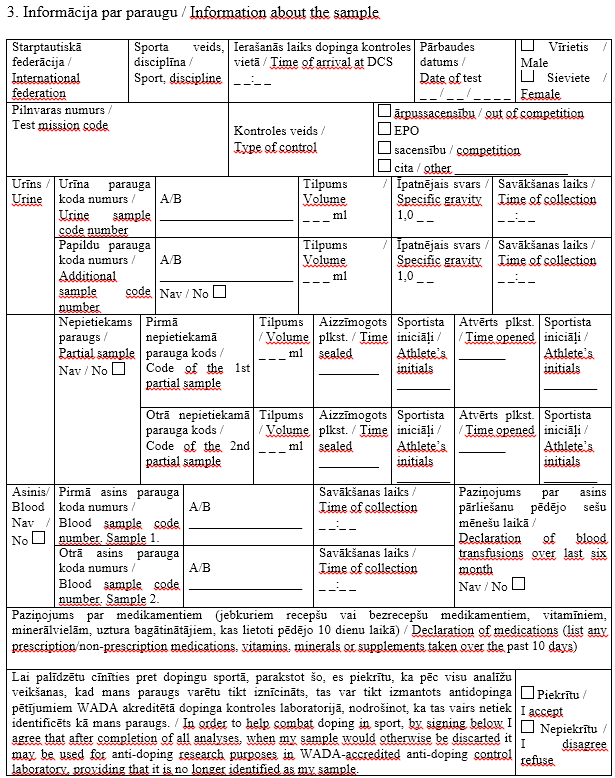 3. Informācija par paraugu / Information about the sample
Starptautiskā
federācija /
International
federation
Sporta veids,
disciplīna /
Sport, discipline
Ierašanās laiks dopinga kontroles
vietā / Time of arrival at DCS
_ _:_ _
Pārbaudes
datums /
Date of test
_ _ / _ _ / _ _ _ _
☐ Vīrietis /
Male
☐ Sieviete /
Female
Pilnvaras numurs /
Test mission code
Kontroles veids /
Type of control
☐ ārpussacensību / out of competition
☐ EPO
☐ sacensību / competition
☐ cita / other ____________________
Urīns /
Urine
Urīna parauga
koda numurs /
Urine sample
code number
A/B
____________________
Tilpums /
Volume
_ _ _ ml
Īpatnējais svars /
Specific gravity
1,0 _ _
Savākšanas laiks /
Time of collection
_ _:_ _
Papildu parauga
koda numurs /
Additional
sample code
number
A/B
____________________
Nav / No ☐
Tilpums /
Volume
_ _ _ ml
Īpatnējais svars /
Specific gravity
1,0 _ _
Savākšanas laiks /
Time of collection
_ _:_ _
Nepietiekams
paraugs /
Partial sample
Nav / No ☐
Pirmā
nepietiekamā
parauga kods /
Code of the 1st
partial sample
Tilpums
/ Volume
_ _ _ ml
Aizzīmogots
plkst. / Time
sealed
_________
Sportista
iniciāļi /
Athlete's
initials
________
Atvērts plkst.
/ Time opened
_________
Sportista
iniciāļi /
Athlete's
initials
________
Otrā nepietiekamā
parauga kods /
Code of the 2nd
partial sample
Tilpums
/ Volume
_ _ _ ml
Aizzīmogots
plkst. / Time
sealed
_________
Sportista
iniciāļi /
Athlete's
initials
________
Atvērts plkst.
/ Time opened
_________
Sportista
iniciāļi /
Athlete's
initials
________
Asinis/
Blood
Nav /
No ☐
Pirmā asins parauga
koda numurs /
Blood sample code
number. Sample 1.
A/B
________________
Savākšanas laiks /
Time of collection
_ _:_ _
Paziņojums par asins
pārliešanu pēdējo sešu
mēnešu laikā /
Declaration of blood
transfusions over last six
month
Nav / No ☐
Otrā asins parauga
koda numurs /
Blood sample code
number. Sample 2.
A/B
________________
Savākšanas laiks /
Time of collection
_ _:_ _
Paziņojums par medikamentiem (jebkuriem recepšu vai bezrecepšu medikamentiem, vitamīniem,
minerālvielām, uztura bagātinātājiem, kas lietoti pēdējo 10 dienu laikā) / Declaration of medications (list any
prescription/non-prescription medications, vitamins, minerals or supplements taken over the past 10 days)
Lai palīdzētu cīnīties pret dopingu sportā, parakstot šo, es piekrītu, ka pēc visu analīžu
veikšanas, kad mans paraugs varētu tikt iznīcināts, tas var tikt izmantots antidopinga
pētījumiem WADA akreditētā dopinga kontroles laboratorijā, nodrošinot, ka tas vairs netiek
identificēts kā mans paraugs. / In order to help combat doping in sport, by signing below I
agree that after completion of all analyses, when my sample would otherwise be discarted it
may be used for anti-doping research purposes in WADA-accredited anti-doping control
laboratory, providing that it is no longer identified as my sample.
☐ Piekrītu /
I accept
☐ Nepiekrītu /
I disagree
refuse